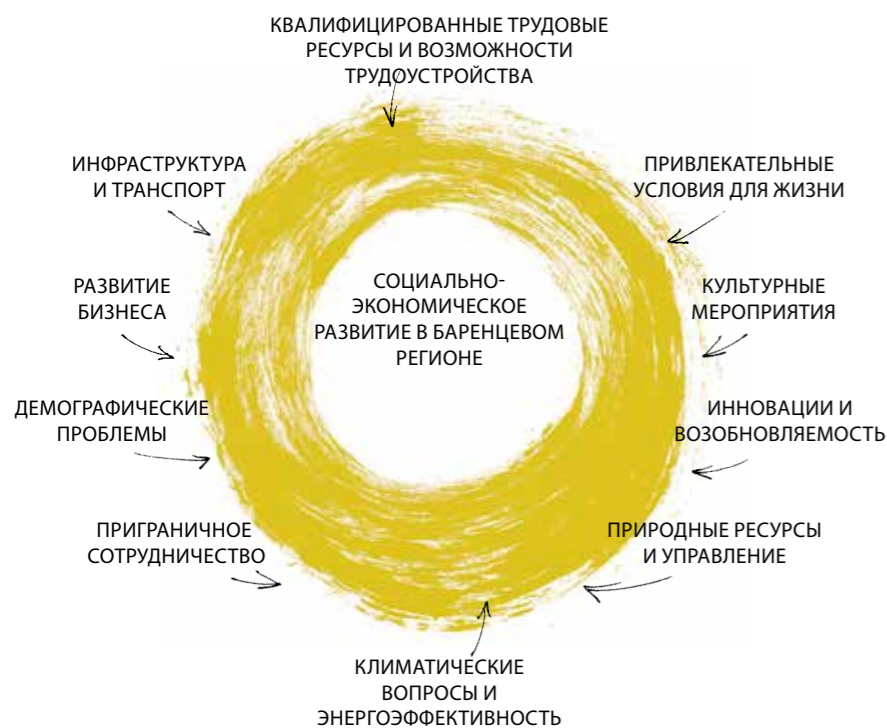 КВАЛИФИЦИРОВАННЫЕ ТРУДОВЫЕ
РЕСУРСЫ И ВОЗМОЖНОСТИ
ТРУДОУСТРОЙСТВА
ИНФРАСТРУКТУРА
И ТРАНСПОРТ
ПРИВЛЕКАТЕЛЬНЫЕ
УСЛОВИЯ ДЛЯ ЖИЗНИ
РАЗВИТИЕ
БИЗНЕСА
СОЦИАЛЬНО-
ЭКОНОМИЧЕСКОЕ
РАЗВИТИЕ В БАРЕНЦЕВОМ
РЕГИОНЕ
КУЛЬТУРНЫЕ
МЕРОПРИЯТИЯ
ДЕМОГРАФИЧЕСКИЕ
ПРОБЛЕМЫ
ИННОВАЦИИ И
ВОЗОБНОВЛЯЕМОСТЬ
ПРИГРАНИЧНОЕ
СОТРУДНИЧЕСТВО
ПРИРОДНЫЕ РЕСУРСЫ
И УПРАВЛЕНИЕ
КЛИМАТИЧЕСКИЕ
ВОПРОСЫ И
ЭНЕРГОЭФФЕКТИВНОСТЬ